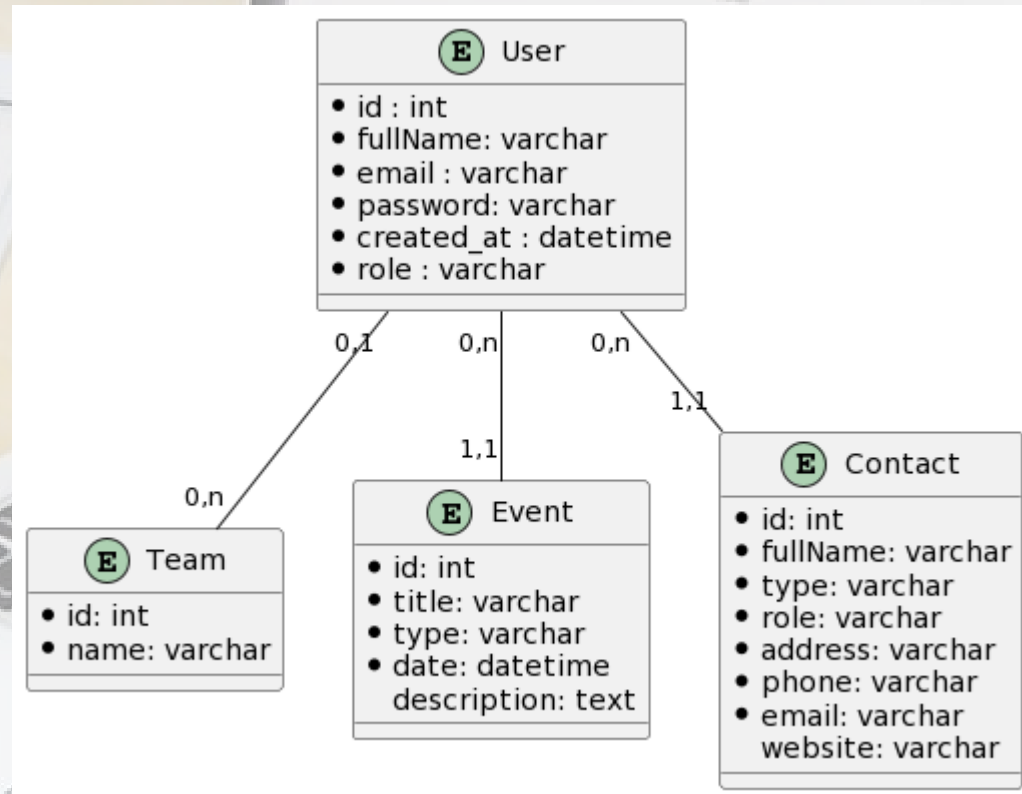 E User
id : int
fullName: varchar
email : varchar
password: varchar
created_at : datetime
role : varchar
0,1
0,n
0,n
1,1
1,1
0,n
E Team
id: int
name: varchar
E Event
id: int
title: varchar
type: varchar
date: datetime
description: text
E Contact
id: int
fullName: varchar
type: varchar
role: varchar
address: varchar
phone: varchar
email: varchar
website: varchar